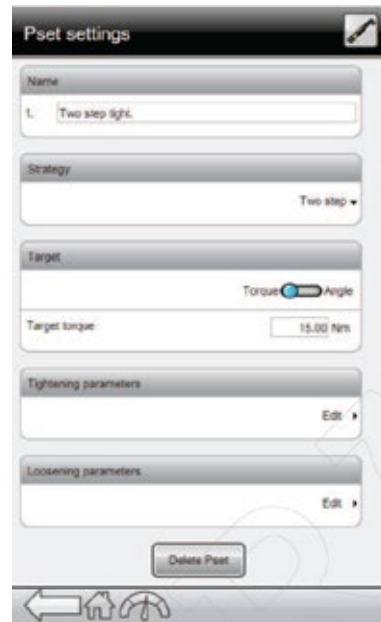 Pset settings
Name
1. Two step tight.
Strategy
Two step
Target
Torque Angle
Target torque 15.00 Nm
Tightening parameters
Edit
Loosening parameters
Edit
Delete Pset